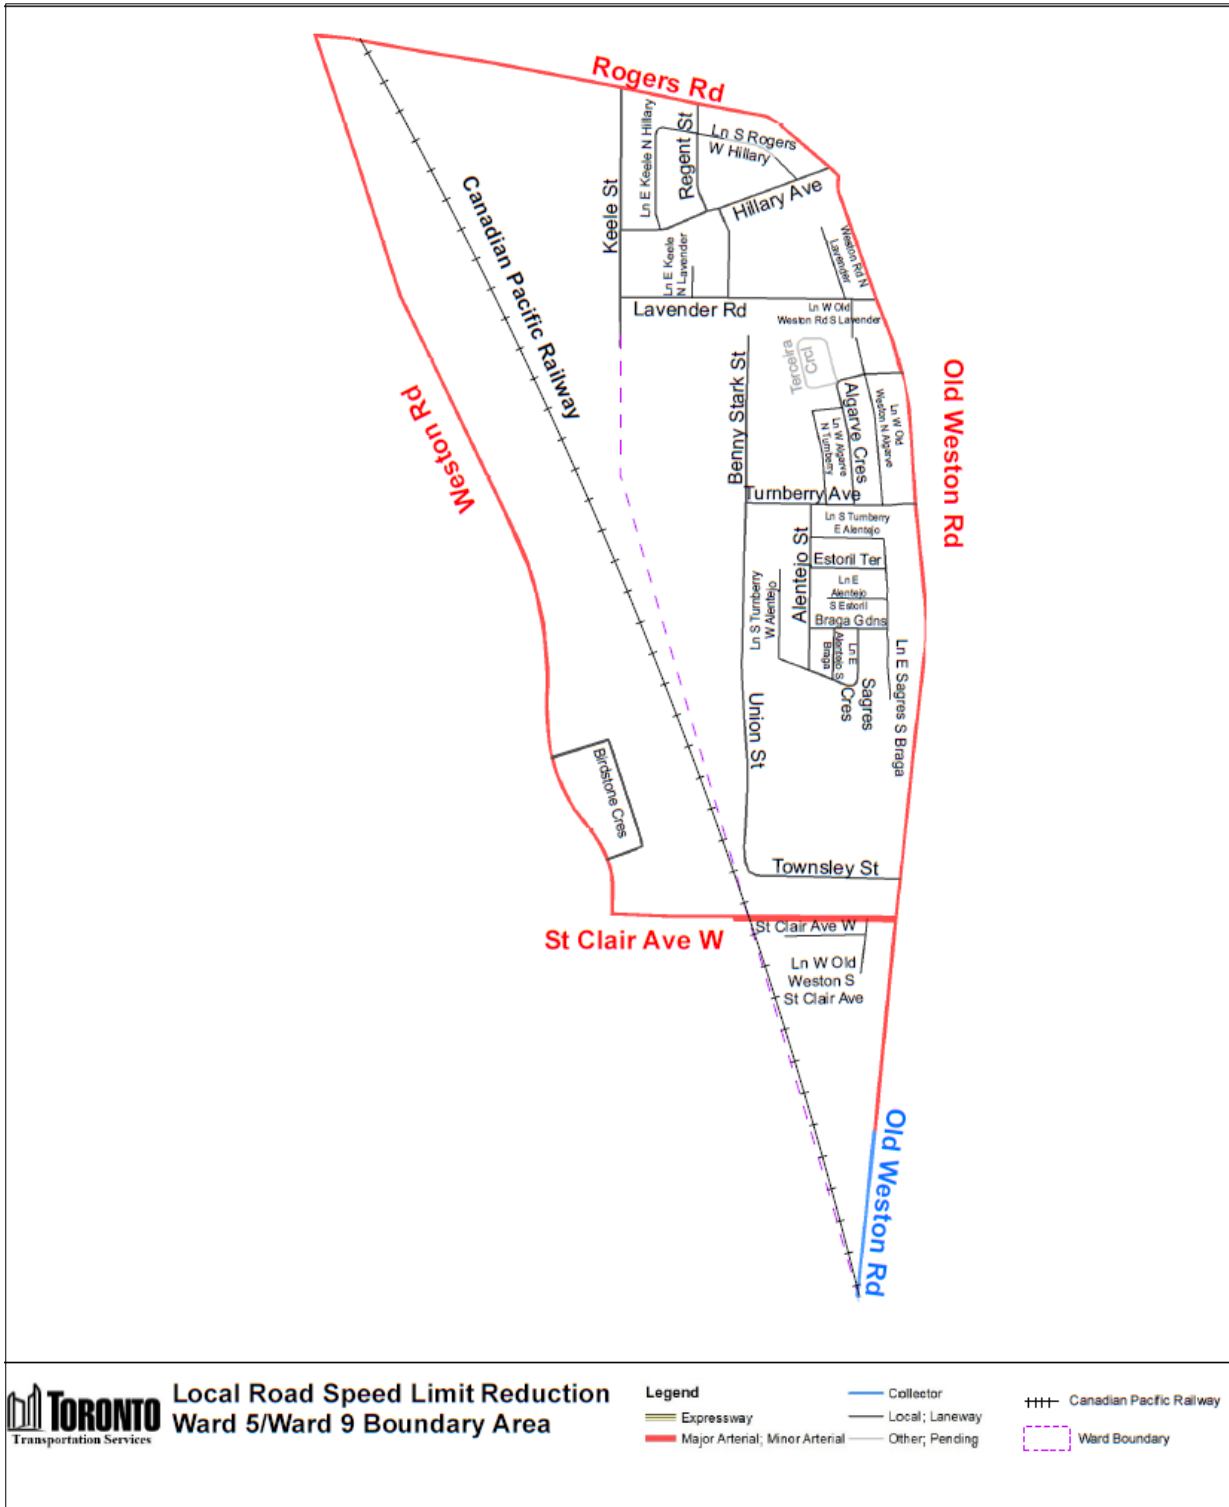 Rogers Rd
Ln E Keele N Hillary
Regent St
Ln S Rogers
W Hillary
Keele St
Hillary Ave
Canadian Pacific Railway
Ln E Keele
N Lavender
Weston Rd N
Lavender
Lavender Rd
Ln W Old
Weston Rd S Lavender
Terceira
Crcl
Benny Stark St
Algarve Cres
Ln W Old
Weston N Algarve
Ln W Algarve
N Turnberry
Old Weston Rd
Weston Rd
Turnberry Ave
Ln S Turnberry
E Alentejo
Alentejo St
Estoril Ter
Ln S Turnberry
W Alentejo
Ln E
Alentejo
S Estoril
Braga Gdns
Ln E
Alentejo S
Braga
Sagres
Cres
Ln E Sagres S Braga
Union St
Birdstone Cres
Townsley St
St Clair Ave W
St Clair Ave W
Ln W Old
Weston S
St Clair Ave
Old Weston Rd
TORONTO
Transportation Services
Local Road Speed Limit Reduction
Ward 5/Ward 9 Boundary Area
Legend
Expressway
Major Arterial; Minor Arterial
Collector
Local; Laneway
Other; Pending
Canadian Pacific Railway
Ward Boundary